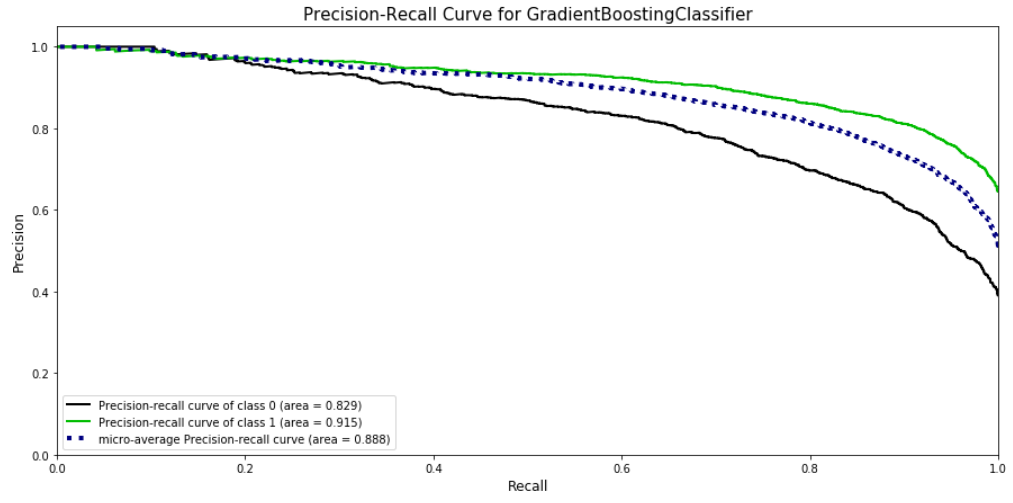 Precision-Recall Curve for GradientBoostingClassifier
1.0
0.8
0.6
0.4
0.2
0.0
Precision
Precision-recall curve of class 0 (area = 0.829)
Precision-recall curve of class 1 (area = 0.915)
micro-average Precision-recall curve (area = 0.888)
0.0 0.2 0.4 0.6 0.8 1.0
Recall